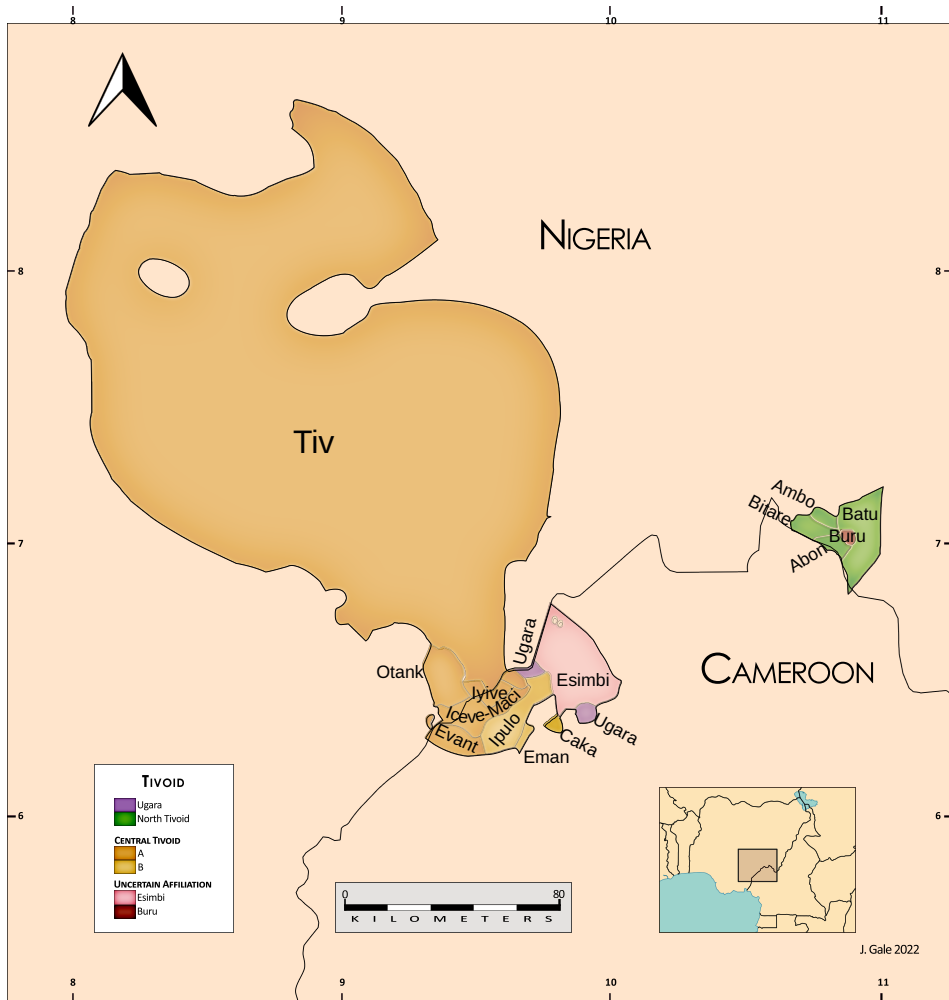 8 9 10 11
NIGERIA
8 8
Tiv
Ambo
Bitare
Batu
Buru
Abon
7 7
Ugara
Otank
Esimbi
CAMEROON
Iyive
Iceve-Maci
Ugara
Evant
Ipulo
Caka
Eman
TIVOID
Ugara
North Tivoid
CENTRAL TIVOID
A
B
UNCERTAIN AFFILIATION
Esimbi
Buru
6 6
0 80
KILOMETERS
J. Gale 2022
8 9 10 11